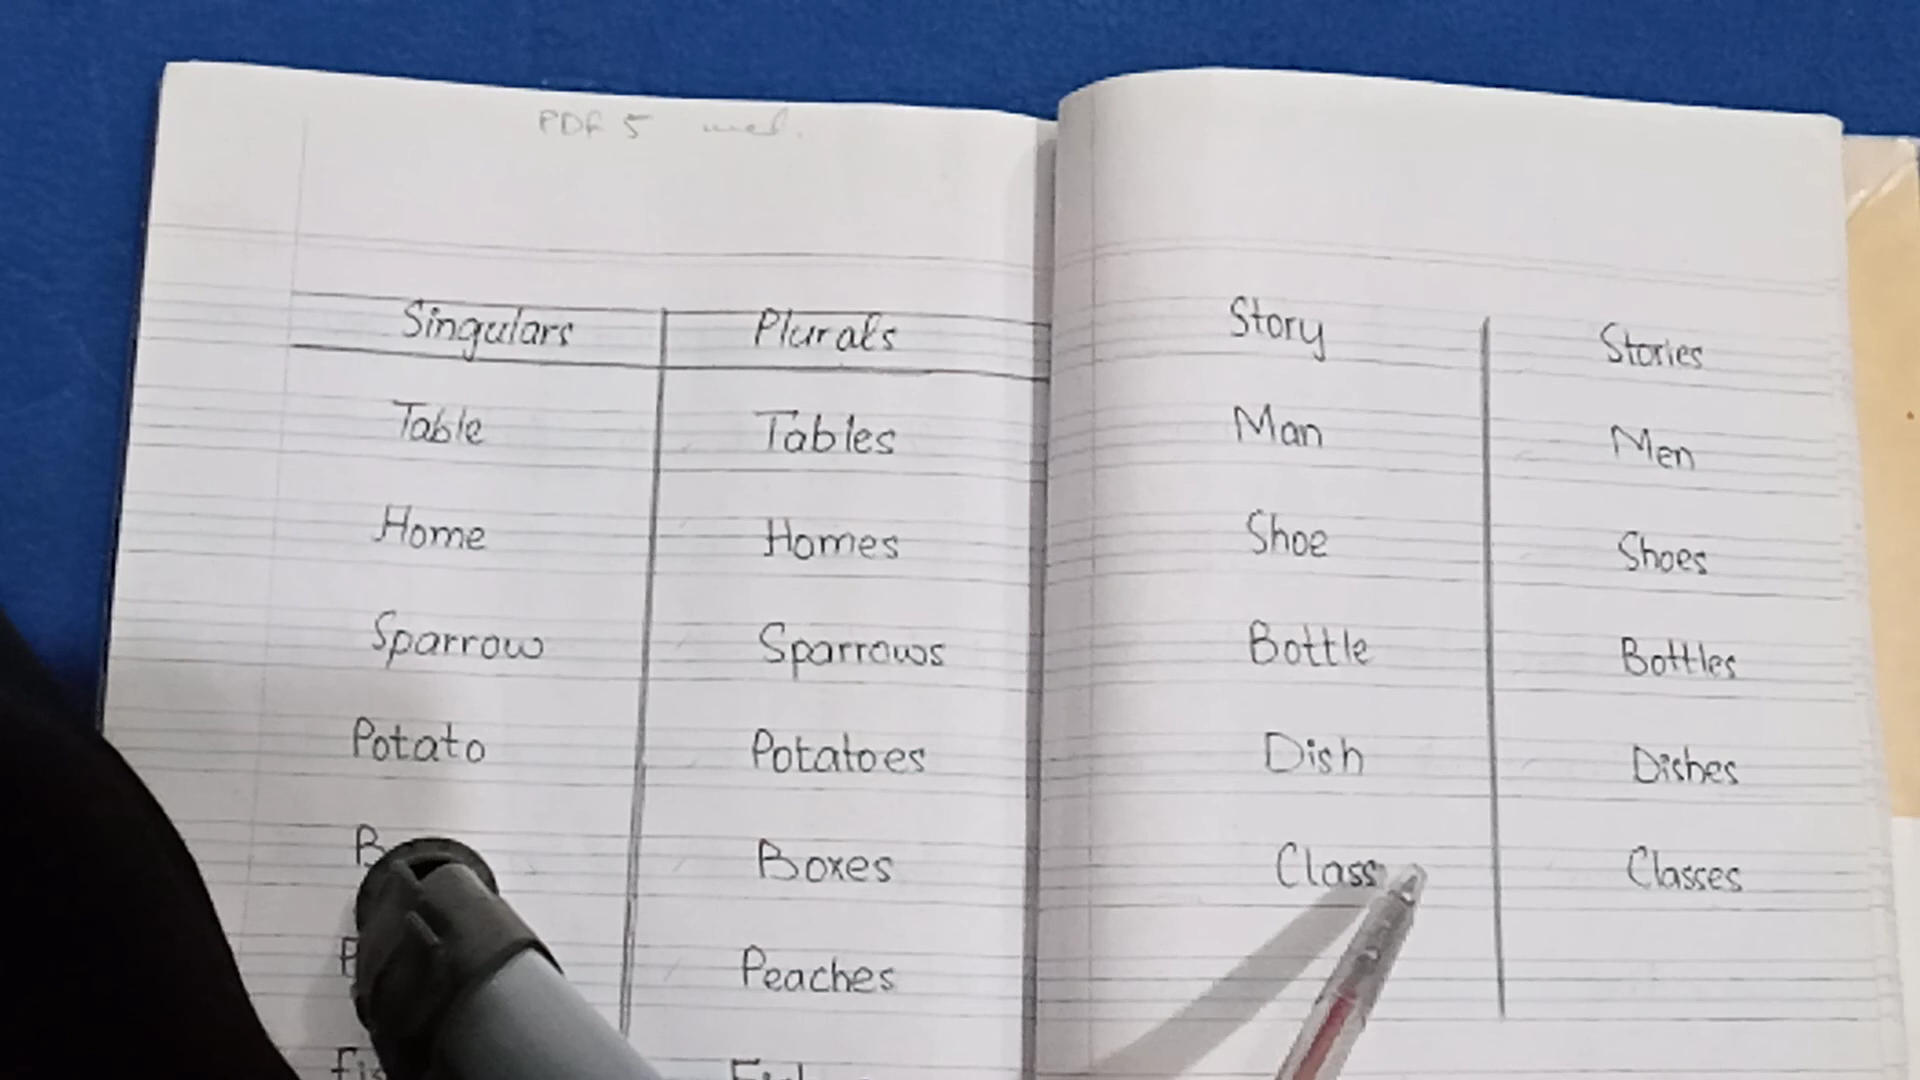 PDF 5
Singulars Plurals
Table Tables
Home Homes
Sparrow Sparrows
Potato Potatoes
Boxes
Peaches
Story Stories
Man Men
Shoe Shoes
Bottle Bottles
Dish Dishes
Class Classes